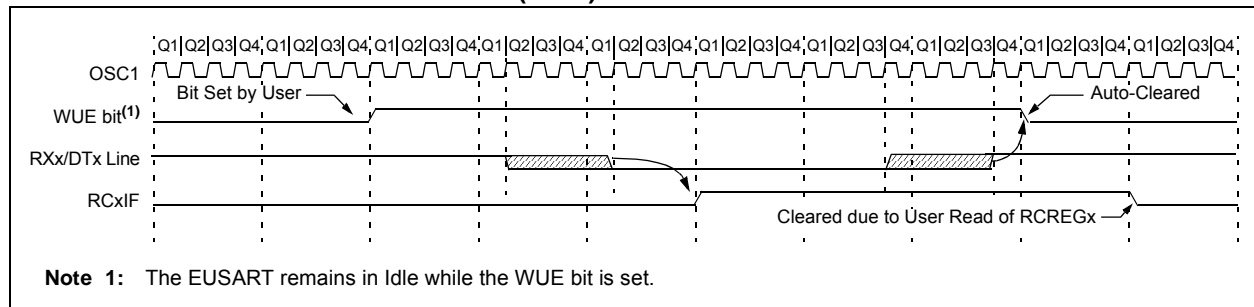 Q1 Q2 Q3 Q4 Q1 Q2 Q3 Q4 Q1 Q2 Q3 Q4 Q1 Q2 Q3 Q4 Q1 Q2 Q3 Q4 Q1 Q2 Q3 Q4 Q1 Q2 Q3 Q4 Q1 Q2 Q3 Q4 Q1 Q2 Q3 Q4 Q1 Q2 Q3 Q4
OSC1
Bit Set by User
Auto-Cleared
WUE bit(1)
RXx/DTx Line
RCxIF
Cleared due to User Read of RCREGx
Note 1: The EUSART remains in Idle while the WUE bit is set.